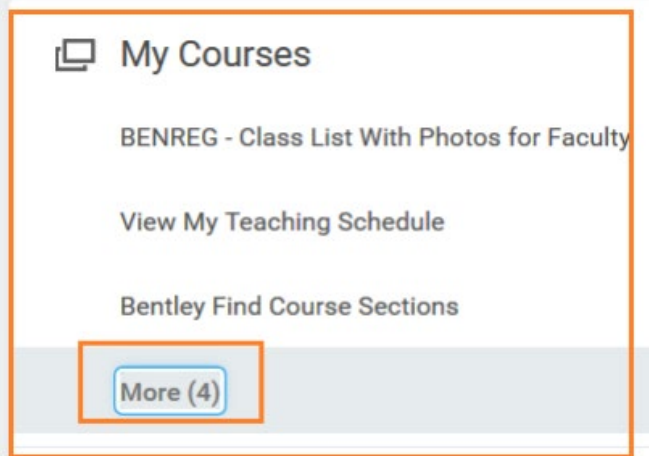 My Courses
BENREG - Class List With Photos for Faculty
View My Teaching Schedule
Bentley Find Course Sections
More (4)